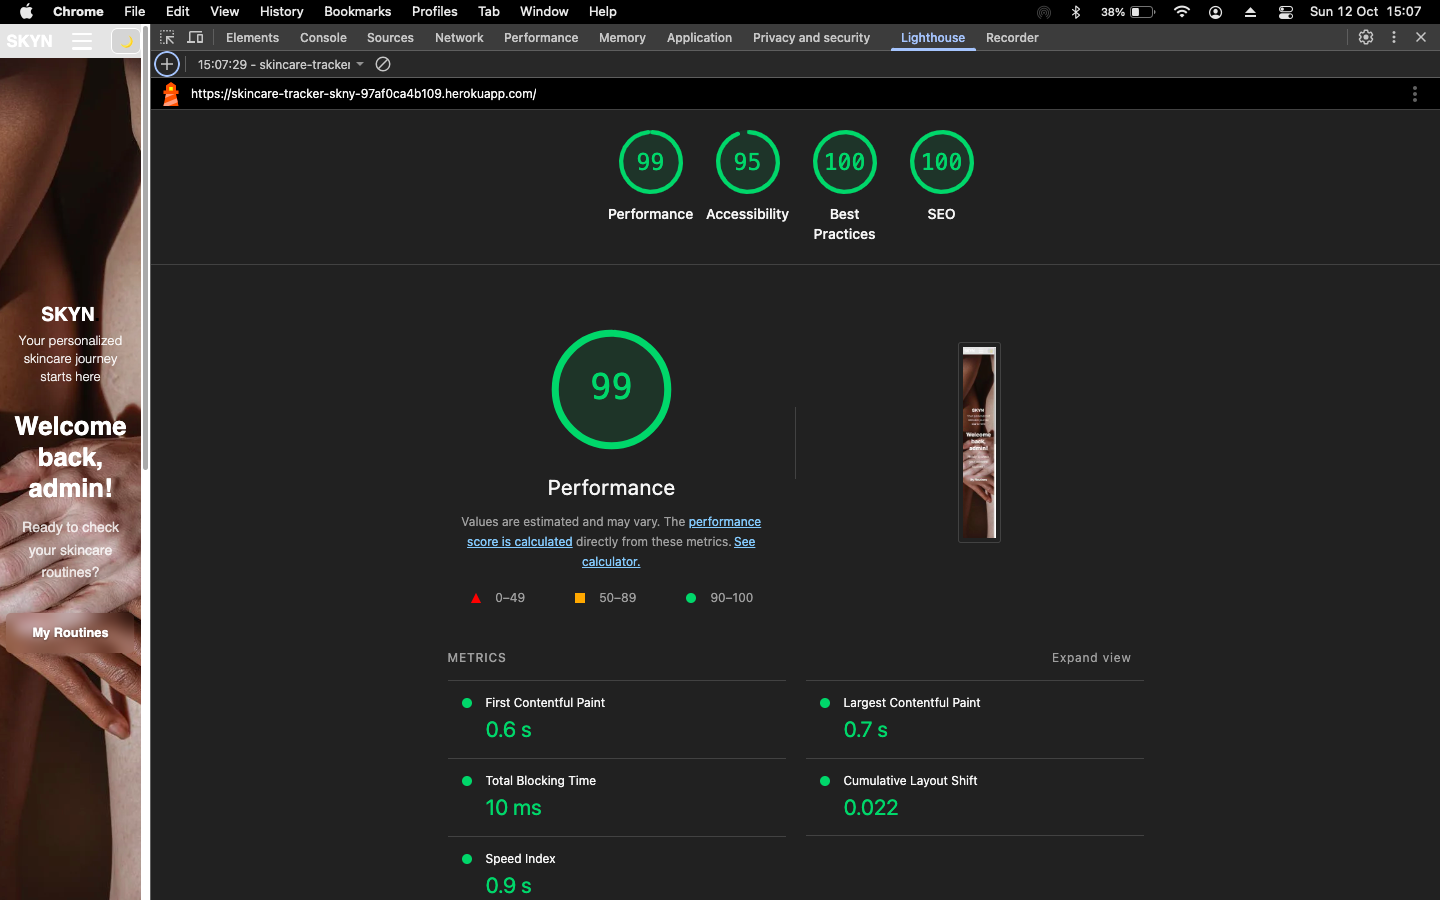 Chrome File Edit View History Bookmarks Profiles Tab Window Help 38% Sun 12 Oct 15:07
SKYN
Elements Console Sources Network Performance Memory Application Privacy and security Lighthouse Recorder
15:07:29 - skincare-tracker
https://skincare-tracker-skny-97af0ca4b109.herokuapp.com/
99 95 100 100
Performance Accessibility Best Practices SEO
SKYN
Your personalized
skincare journey
starts here
Welcome
back,
admin!
Ready to check
your skincare
routines?
My Routines
99
Performance
Values are estimated and may vary. The performance
score is calculated directly from these metrics. See
calculator.
0–49 50–89 90–100
SKYN
Welcome
back,
admin!
My Routines
METRICS Expand view
First Contentful Paint
0.6 s
Largest Contentful Paint
0.7 s
Total Blocking Time
10 ms
Cumulative Layout Shift
0.022
Speed Index
0.9 s